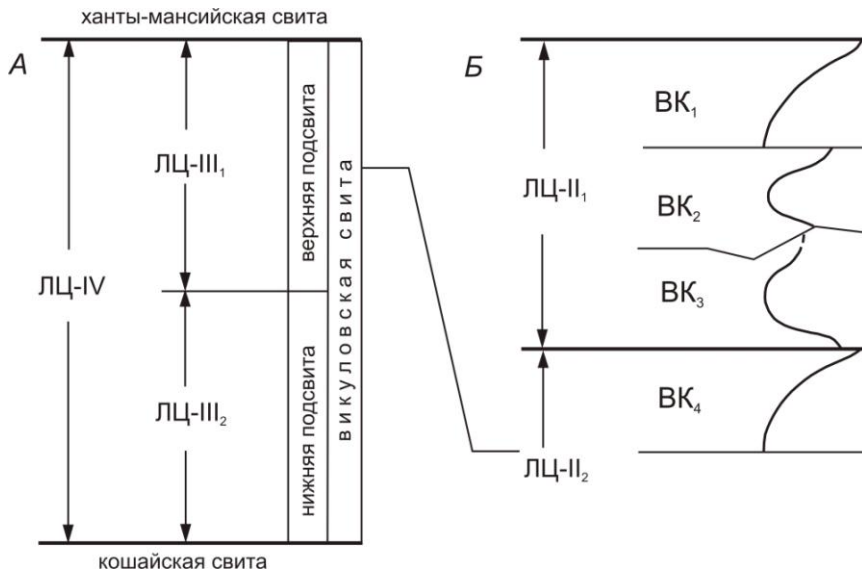 ханты-мансийская свита
А
ЛЦ-IV
ЛЦ-III₁
ЛЦ-III₂
верхняя подсвита
нижняя подсвита
викуловская свита
кошайская свита
Б
ЛЦ-II₁
ЛЦ-II₂
ВК₁
ВК₂
ВК₃
ВК₄